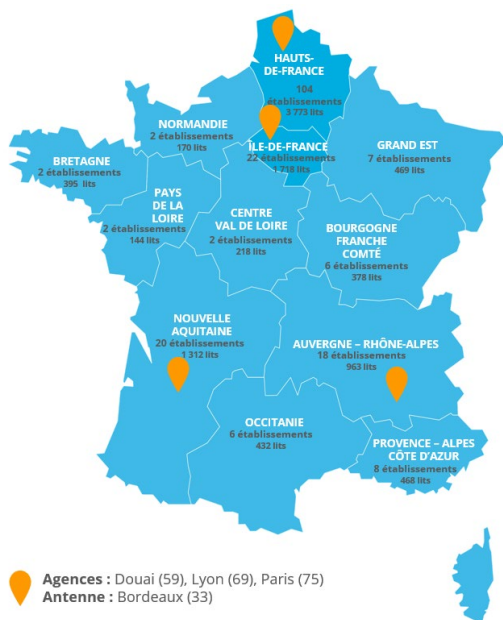 HAUTS-
DE-FRANCE
104
établissements
3 773 lits
NORMANDIE
2 établissements
170 lits
ÎLE-DE-FRANCE
22 établissements
1 718 lits
GRAND EST
7 établissements
469 lits
BRETAGNE
2 établissements
395 lits
PAYS
DE LA
LOIRE
2 établissements
144 lits
CENTRE
VAL DE LOIRE
2 établissements
218 lits
BOURGOGNE
FRANCHE
COMTÉ
6 établissements
378 lits
NOUVELLE
AQUITAINE
20 établissements
1 312 lits
AUVERGNE – RHÔNE-ALPES
18 établissements
963 lits
OCCITANIE
6 établissements
432 lits
PROVENCE – ALPES
CÔTE D'AZUR
8 établissements
468 lits
Agences : Douai (59), Lyon (69), Paris (75)
Antenne : Bordeaux (33)